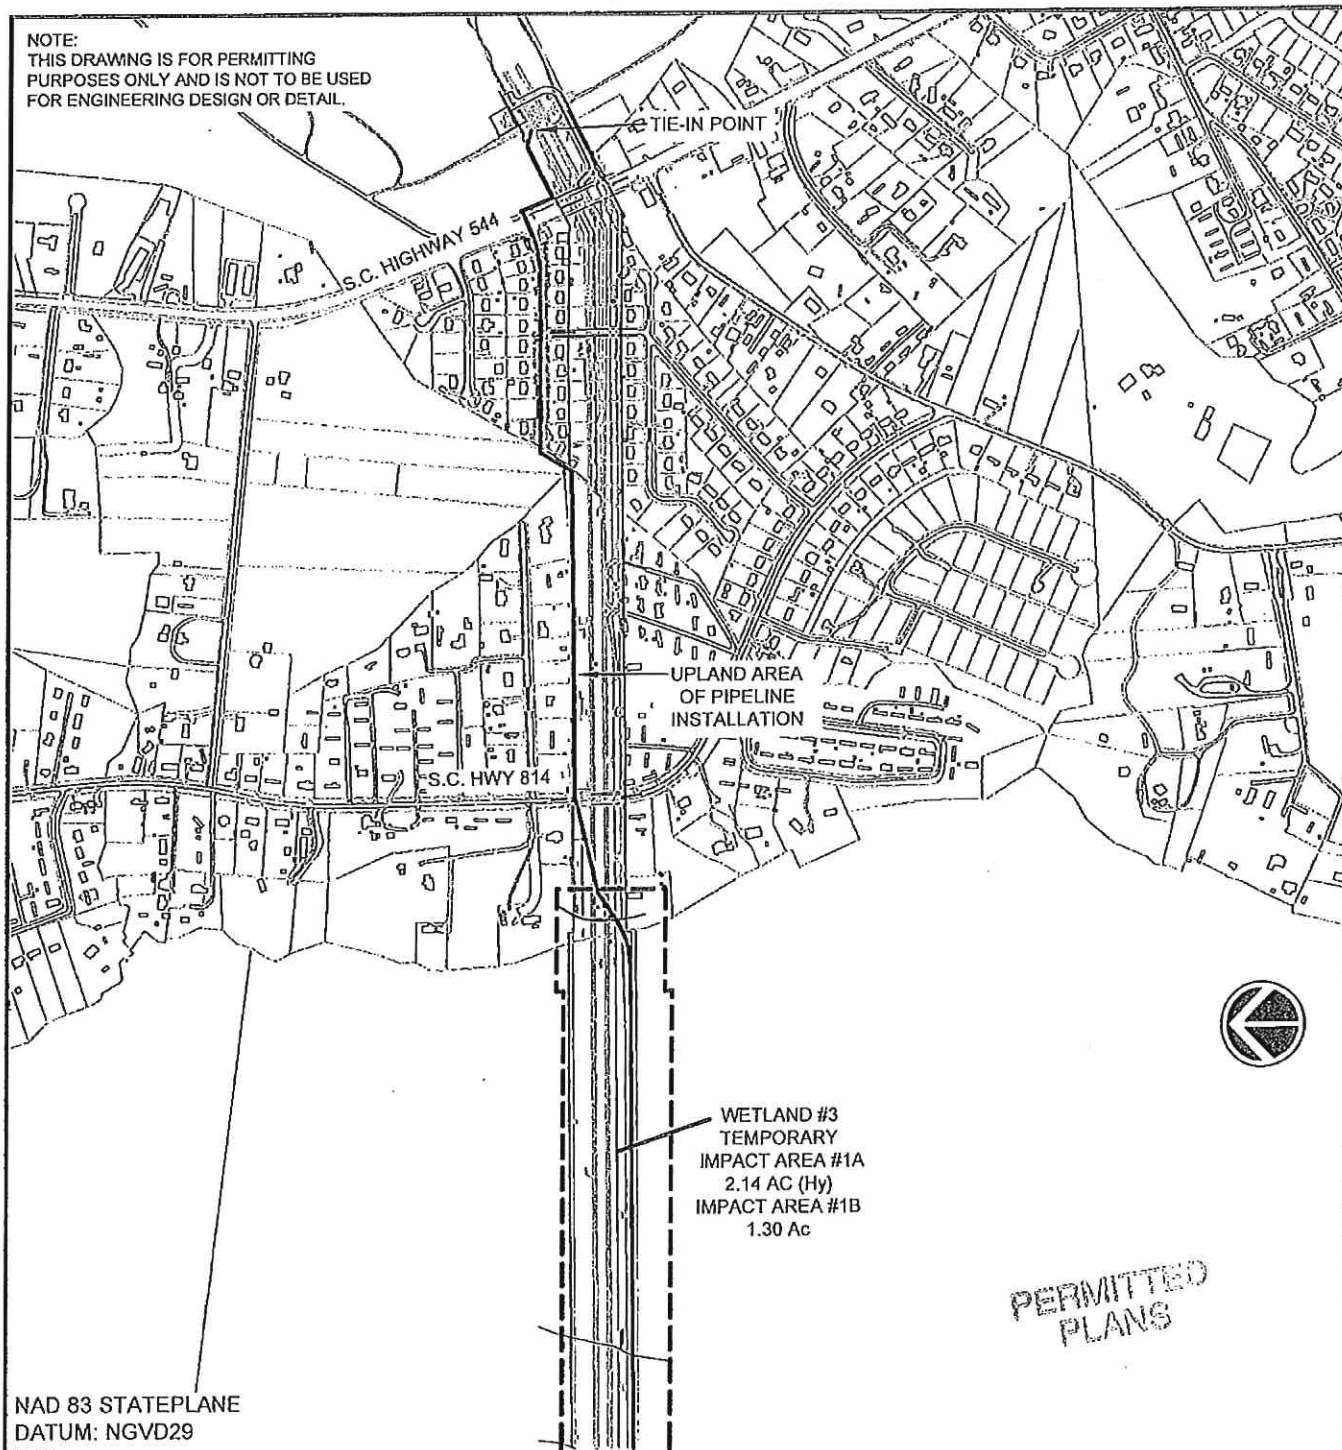 NOTE:
THIS DRAWING IS FOR PERMITTING
PURPOSES ONLY AND IS NOT TO BE USED
FOR ENGINEERING DESIGN OR DETAIL.
TIE-IN POINT
S.C. HIGHWAY 544
UPLAND AREA
OF PIPELINE
INSTALLATION
S.C. HWY 814
WETLAND #3
TEMPORARY
IMPACT AREA #1A
2.14 AC (Hy)
IMPACT AREA #1B
1.30 Ac
PERMITTED
PLANS
NAD 83 STATEPLANE
DATUM: NGVD29